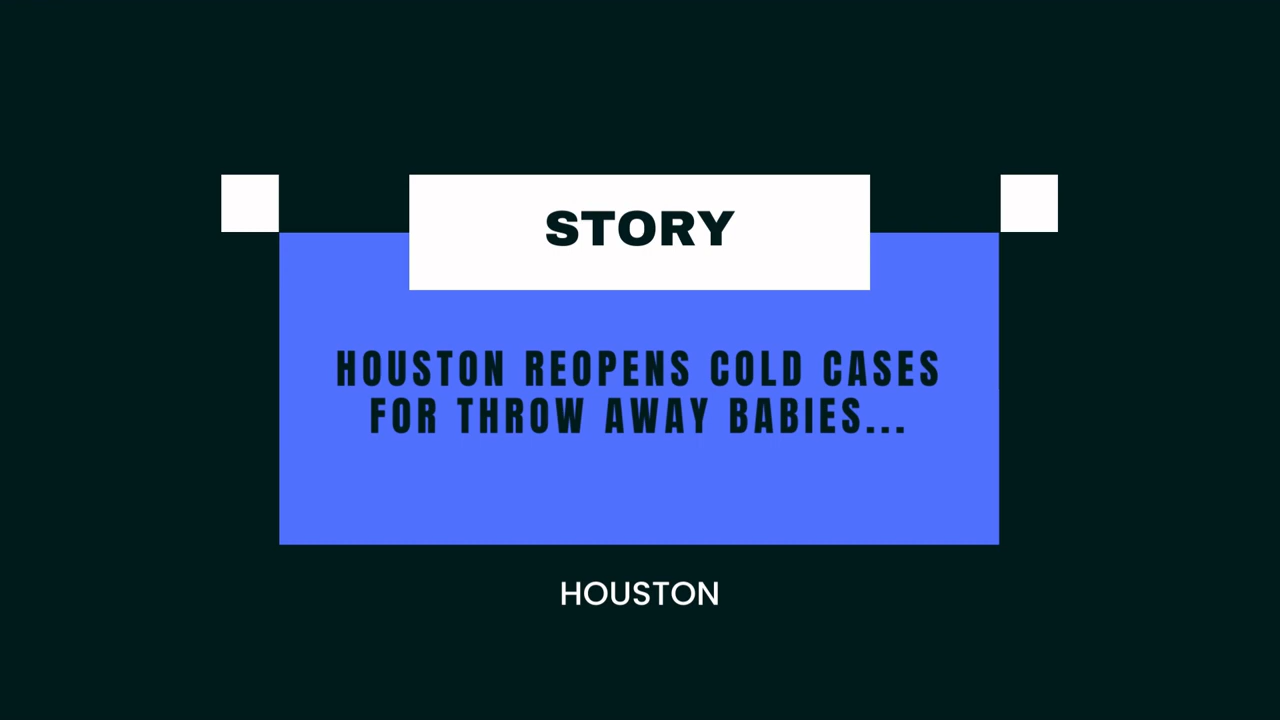 STORY
HOUSTON REOPENS COLD CASES
FOR THROW AWAY BABIES...
HOUSTON